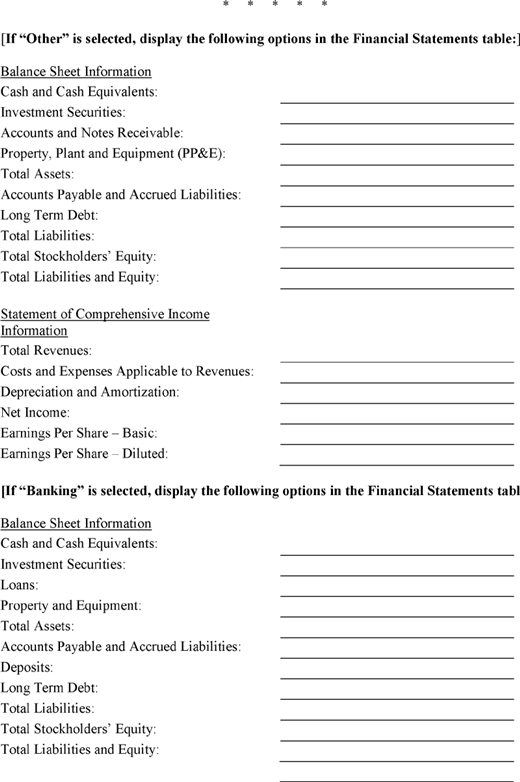 * * * * *
[If “Other” is selected, display the following options in the Financial Statements table:]
Balance Sheet Information
Cash and Cash Equivalents:
Investment Securities:
Accounts and Notes Receivable:
Property, Plant and Equipment (PP&E):
Total Assets:
Accounts Payable and Accrued Liabilities:
Long Term Debt:
Total Liabilities:
Total Stockholders’ Equity:
Total Liabilities and Equity:
Statement of Comprehensive Income
Information
Total Revenues:
Costs and Expenses Applicable to Revenues:
Depreciation and Amortization:
Net Income:
Earnings Per Share – Basic:
Earnings Per Share – Diluted:
[If “Banking” is selected, display the following options in the Financial Statements tabl
Balance Sheet Information
Cash and Cash Equivalents:
Investment Securities:
Loans:
Property and Equipment:
Total Assets:
Accounts Payable and Accrued Liabilities:
Deposits:
Long Term Debt:
Total Liabilities:
Total Stockholders’ Equity:
Total Liabilities and Equity: